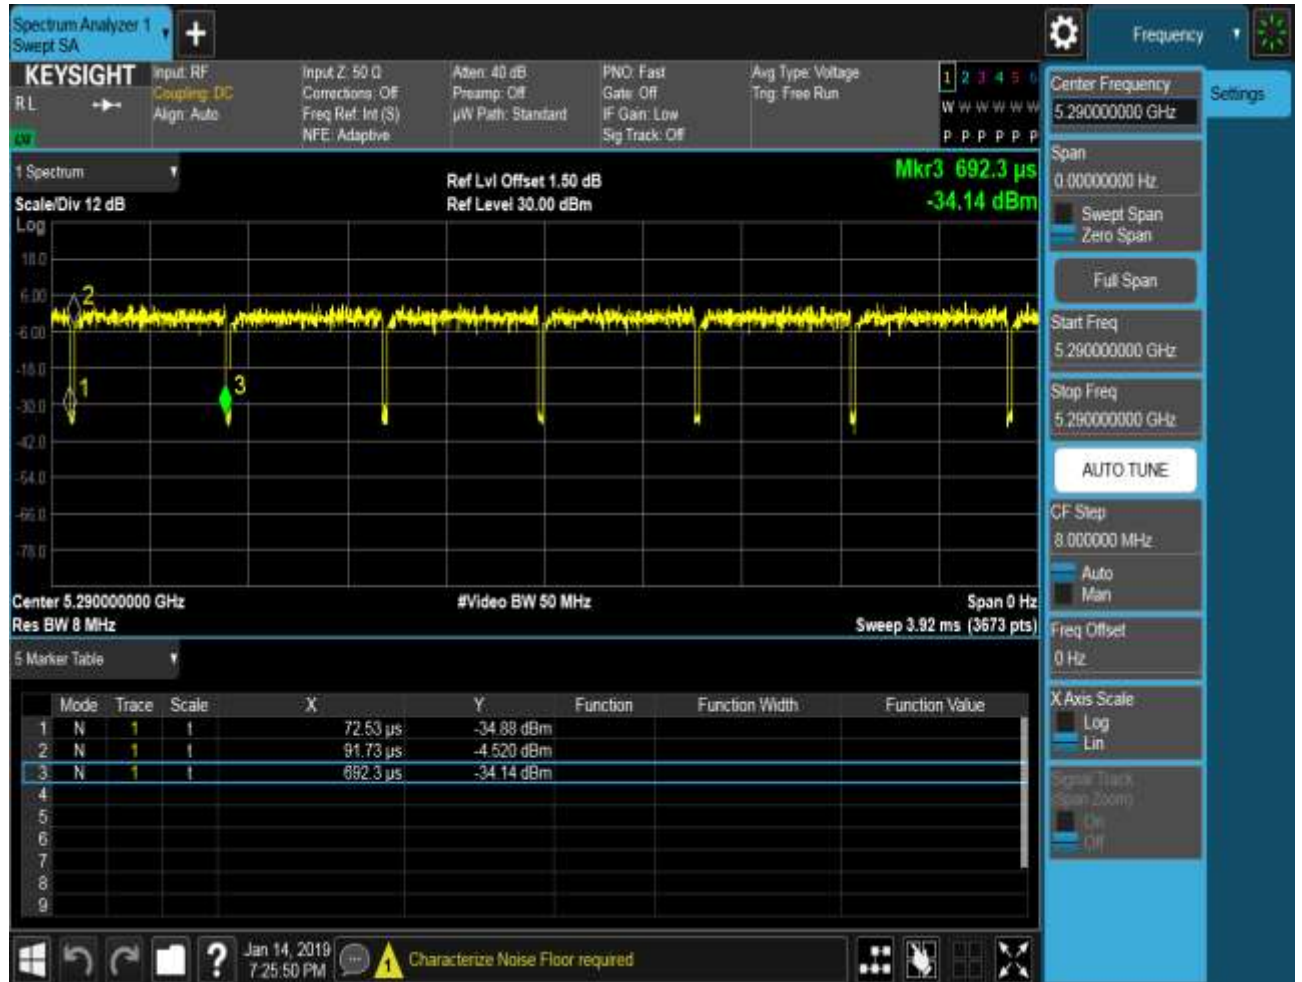 Spectrum Analyzer 1
Swept SA
+
Frequency
KEYSIGHT
RL
Input: RF
Coupling: DC
Align: Auto
Input Z: 50 Ω
Corrections: Off
Freq Ref: Int (S)
NFE: Adaptive
Atten: 40 dB
Preamp: Off
µW Path: Standard
PNO: Fast
Gate: Off
IF Gain: Low
Sig Track: Off
Avg Type: Voltage
Trig: Free Run
1 2 3 4 5 6
W W W W W W
P P P P P P
1 Spectrum
Scale/Div 12 dB
Ref Lvl Offset 1.50 dB
Ref Level 30.00 dBm
Mkr3 692.3 µs
-34.14 dBm
Log
18.0
6.00
-6.00
-18.0
-30.0
-42.0
-54.0
-66.0
-78.0
2
1
3
Center 5.290000000 GHz
#Video BW 50 MHz
Span 0 Hz
Res BW 8 MHz
Sweep 3.92 ms (3673 pts)
5 Marker Table
Mode Trace Scale X Y Function Function Width Function Value
1 N 1 t 72.53 µs -34.88 dBm
2 N 1 t 91.73 µs -4.520 dBm
3 N 1 t 692.3 µs -34.14 dBm
4
5
6
7
8
9
Center Frequency
5.290000000 GHz
Settings
Span
0.00000000 Hz
Swept Span
Zero Span
Full Span
Start Freq
5.290000000 GHz
Stop Freq
5.290000000 GHz
AUTO TUNE
CF Step
8.000000 MHz
Auto
Man
Freq Offset
0 Hz
X Axis Scale
Log
Lin
Signal Track
(Span Zoom)
On
Off
?
Jan 14, 2019
7:25:50 PM
1
Characterize Noise Floor required